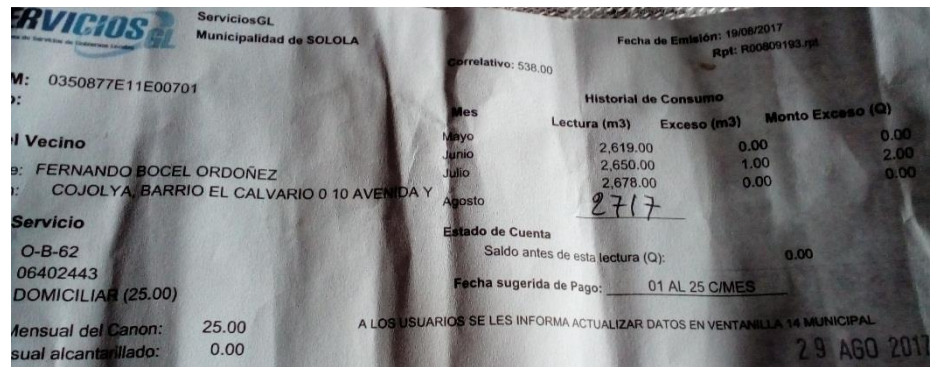 ERVICIOS GL
ServiciosGL
Municipalidad de SOLOLA
Fecha de Emisión: 19/08/2017
Rpt: R00809193.rpt
Correlativo: 538.00
M: 0350877E11E00701
o:
Historial de Consumo
Mes Lectura (m3) Exceso (m3) Monto Exceso (Q)
Mayo 2,619.00 0.00 0.00
Junio 2,650.00 1.00 2.00
Julio 2,678.00 0.00 0.00
Agosto 2717
l Vecino
e: FERNANDO BOCEL ORDOÑEZ
n: COJOLYA, BARRIO EL CALVARIO 0 10 AVENIDA Y
Servicio
O-B-62
06402443
DOMICILIAR (25.00)
Mensual del Canon: 25.00
sual alcantarillado: 0.00
Estado de Cuenta
Saldo antes de esta lectura (Q): 0.00
Fecha sugerida de Pago: 01 AL 25 C/MES
A LOS USUARIOS SE LES INFORMA ACTUALIZAR DATOS EN VENTANILLA 14 MUNICIPAL
29 AGO 2017